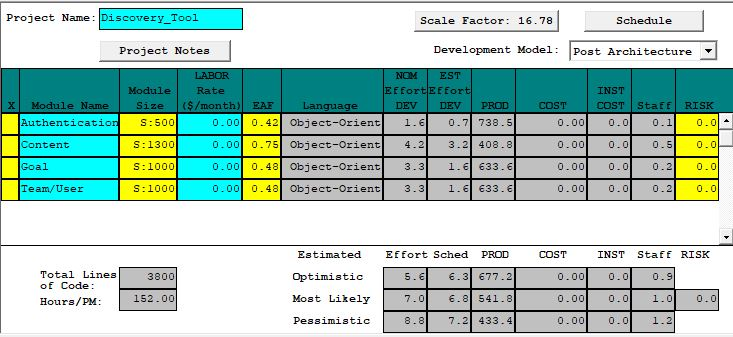 Project Name: Discovery_Tool Scale Factor: 16.78 Schedule
Project Notes Development Model: Post Architecture
X Module Name Module Size LABOR Rate ($/month) EAF Language NOM Effort DEV EST Effort DEV PROD COST INST COST Staff RISK
Authentication S:500 0.00 0.42 Object-Orient 1.6 0.7 738.5 0.00 0.0 0.1 0.0
Content S:1300 0.00 0.75 Object-Orient 4.2 3.2 408.8 0.00 0.0 0.5 0.0
Goal S:1000 0.00 0.48 Object-Orient 3.3 1.6 633.6 0.00 0.0 0.2 0.0
Team/User S:1000 0.00 0.48 Object-Orient 3.3 1.6 633.6 0.00 0.0 0.2 0.0
Estimated Effort Sched PROD COST INST Staff RISK
Total Lines of Code: 3800 Optimistic 5.6 6.3 677.2 0.00 0.0 0.9
Hours/PM: 152.00 Most Likely 7.0 6.8 541.8 0.00 0.0 1.0 0.0
Pessimistic 8.8 7.2 433.4 0.00 0.0 1.2